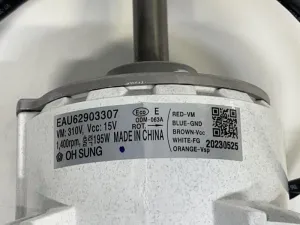 EAU62903307
VM: 310V, Vcc: 15V
1,400rpm, 출력195W
OH SUNG
E
ODM-083A
ROT
MADE IN CHINA
RED-VM
BLUE-GND
BROWN-Vcc
WHITE-FG
ORANGE-Vsp
20230525